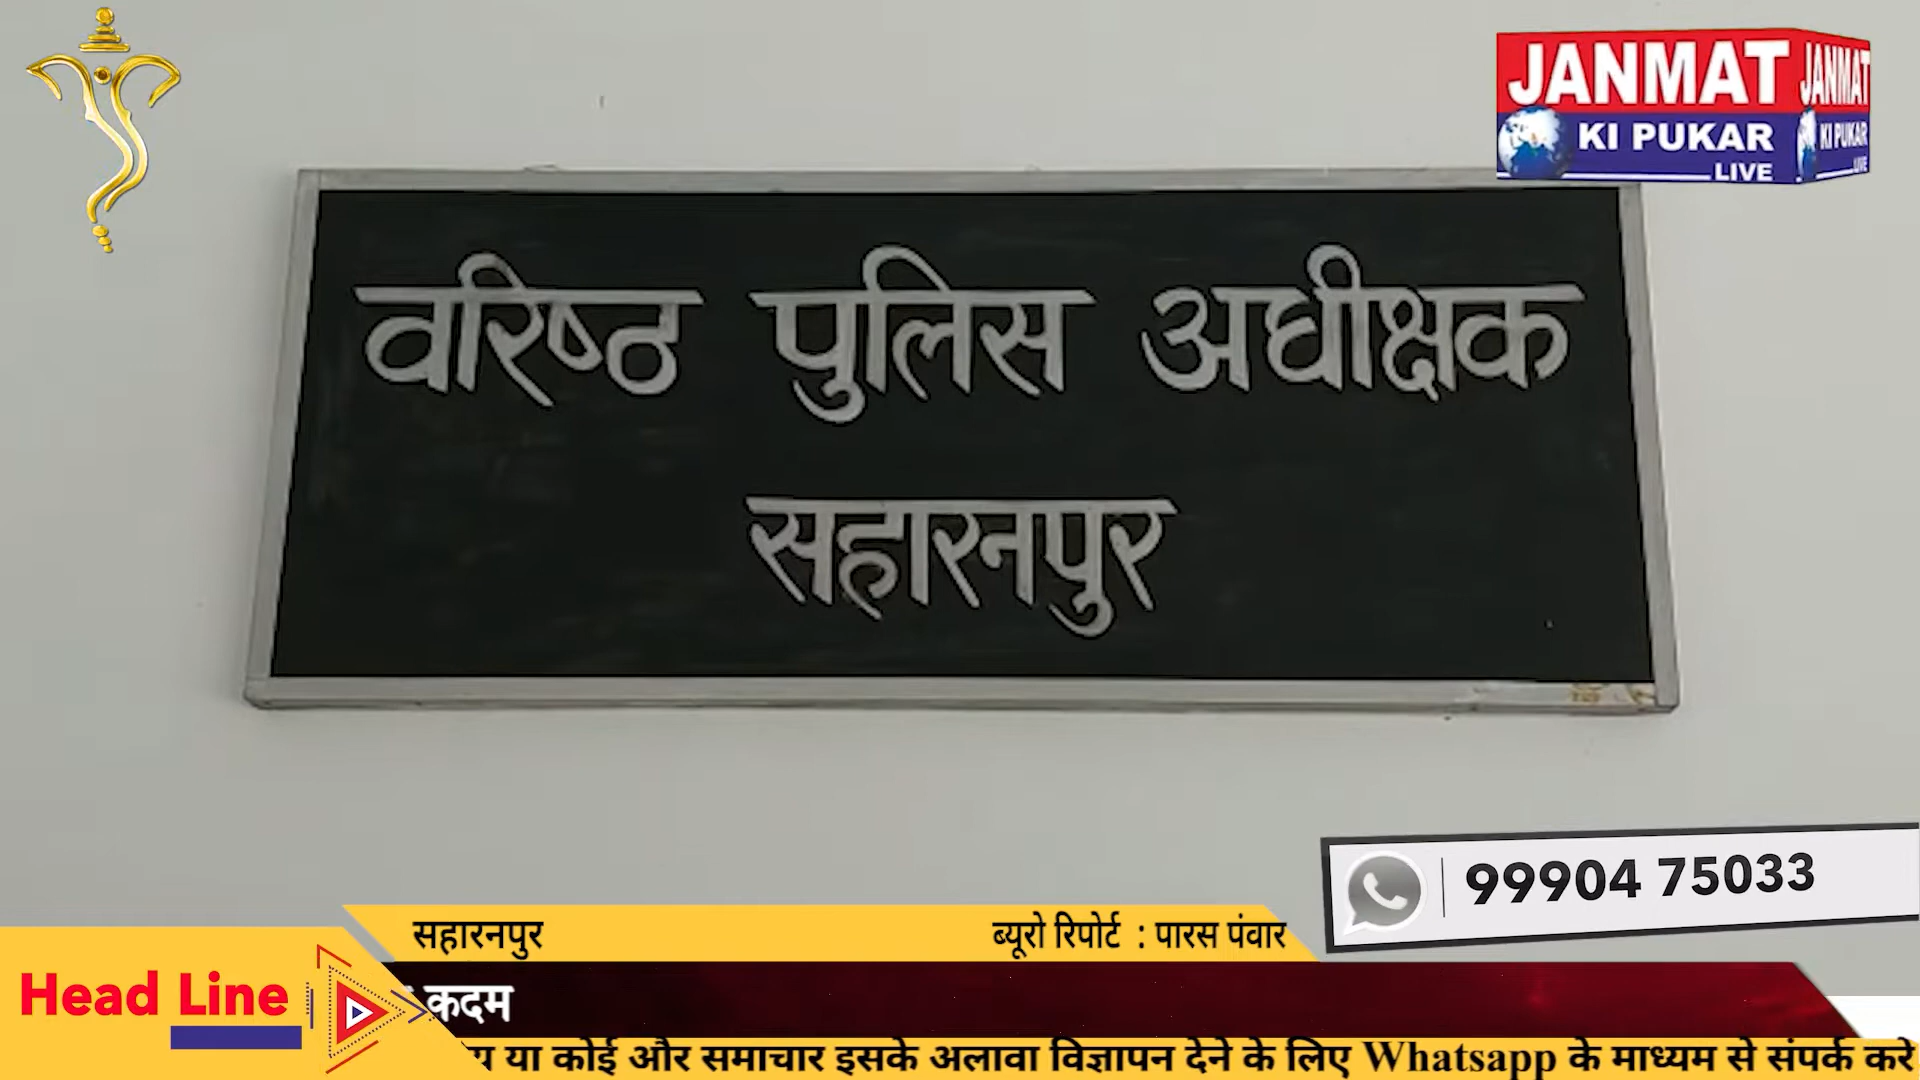 JANMAT
KI PUKAR
LIVE
JANMAT
KI PUKAR
LIVE
वरिष्ठ पुलिस अधीक्षक
सहारनपुर
99904 75033
सहारनपुर
ब्यूरो रिपोर्ट : पारस पंवार
Head Line
कदम
या कोई और समाचार इसके अलावा विज्ञापन देने के लिए Whatsapp के माध्यम से संपर्क करे